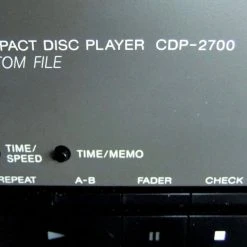 PACT DISC PLAYER CDP-2700
TOM FILE
TIME/
SPEED
TIME/MEMO
REPEAT A-B FADER CHECK